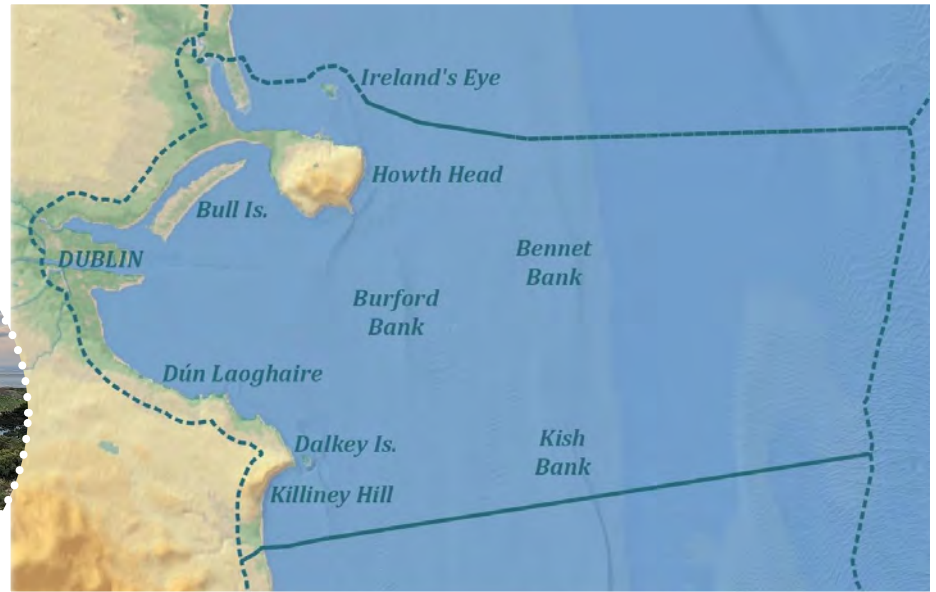 Ireland's Eye
Howth Head
Bull Is.
Bennet
Bank
DUBLIN
Burford
Bank
Dún Laoghaire
Kish
Bank
Dalkey Is.
Killiney Hill